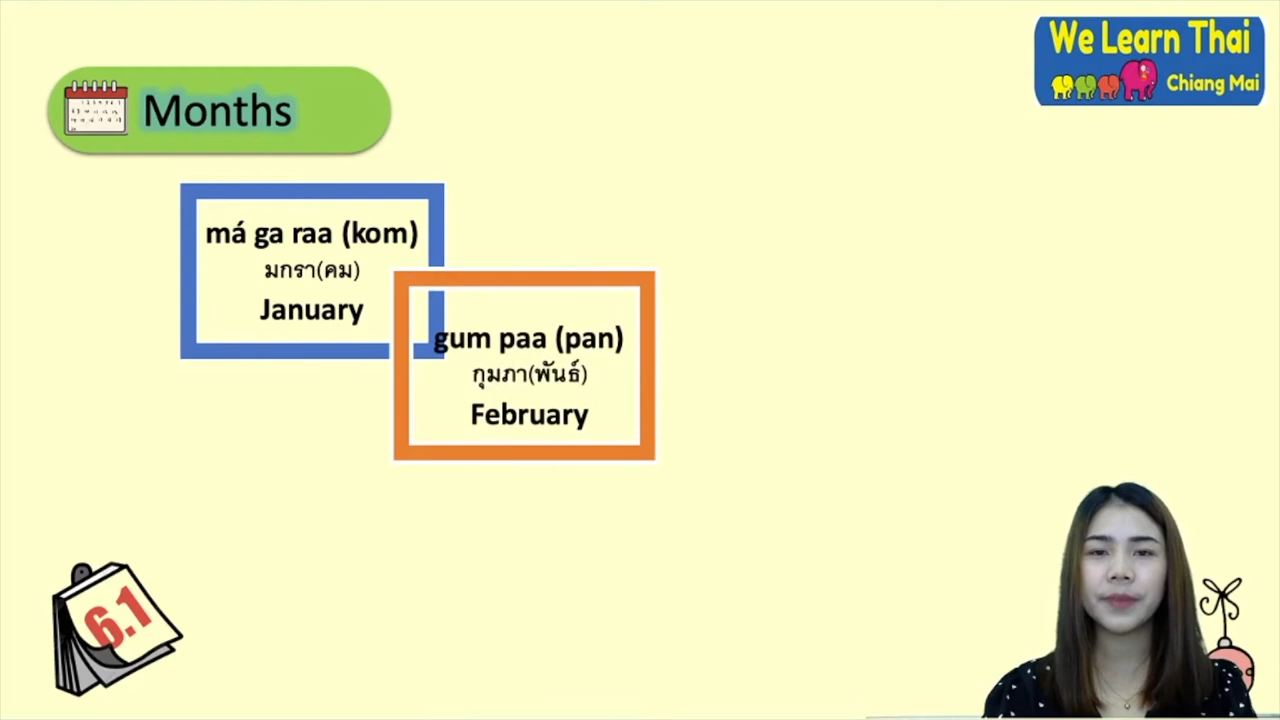 We Learn Thai
Chiang Mai
Months
má ga raa (kom)
มกรา(คม)
January
gum paa (pan)
กุมภา(พันธ์)
February
6.1